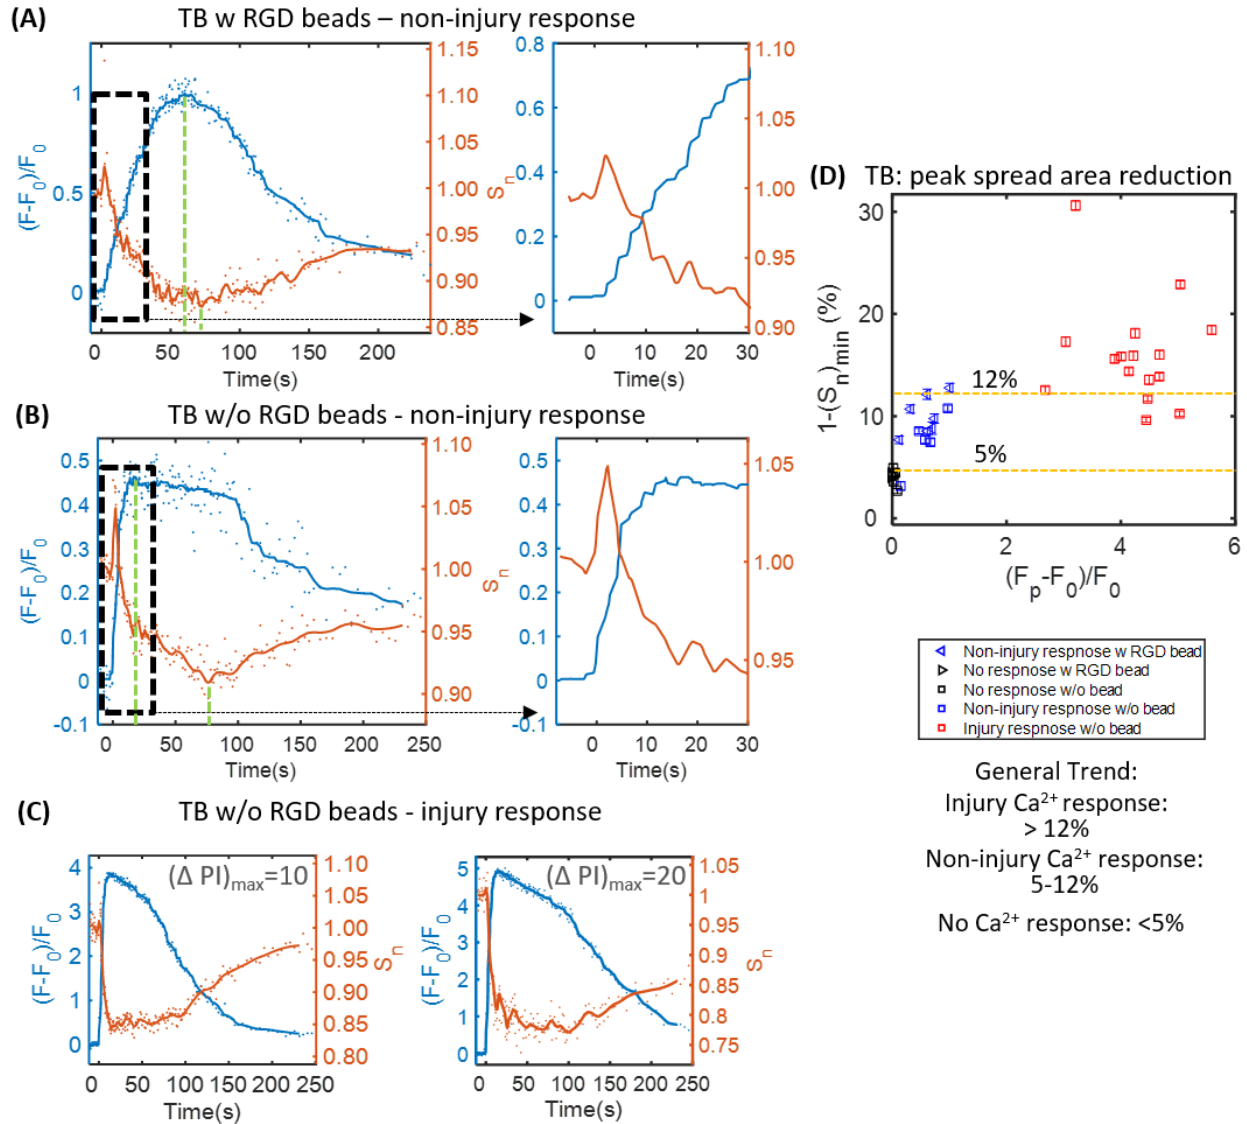 (A) TB w RGD beads – non-injury response
(F-F0)/F0
1
0.5
0
1.15
1.10
1.05
1.00
0.95
0.90
0.85
Sn
0 50 100 150 200
Time(s)
0.8
0.6
0.4
0.2
0
1.10
1.05
1.00
0.95
0.90
0 10 20 30
Time(s)
(B) TB w/o RGD beads - non-injury response
(F-F0)/F0
0.5
0.4
0.3
0.2
0.1
0
-0.1
1.10
1.05
1.00
0.95
0.90
Sn
0 50 100 150 200 250
Time(s)
0.5
0.4
0.3
0.2
0.1
0
-0.1
1.05
1.00
0.95
0 10 20 30
Time(s)
(C) TB w/o RGD beads - injury response
(Δ PI)max=10
(F-F0)/F0
4
3
2
1
0
1.10
1.05
1.00
0.95
0.90
0.85
0.80
Sn
0 50 100 150 200 250
Time(s)
(Δ PI)max=20
(F-F0)/F0
5
4
3
2
1
0
1.05
1
0.95
0.9
0.85
0.8
0.75
Sn
0 50 100 150 200 250
Time(s)
(D) TB: peak spread area reduction
1-(Sn)min (%)
30
20
10
0
12%
5%
0 2 4 6
(Fp-F0)/F0
Non-injury respnose w RGD bead
No respnose w RGD bead
No respnose w/o bead
Non-injury respnose w/o bead
Injury respnose w/o bead
General Trend:
Injury Ca2+ response:
> 12%
Non-injury Ca2+ response:
5-12%
No Ca2+ response: <5%